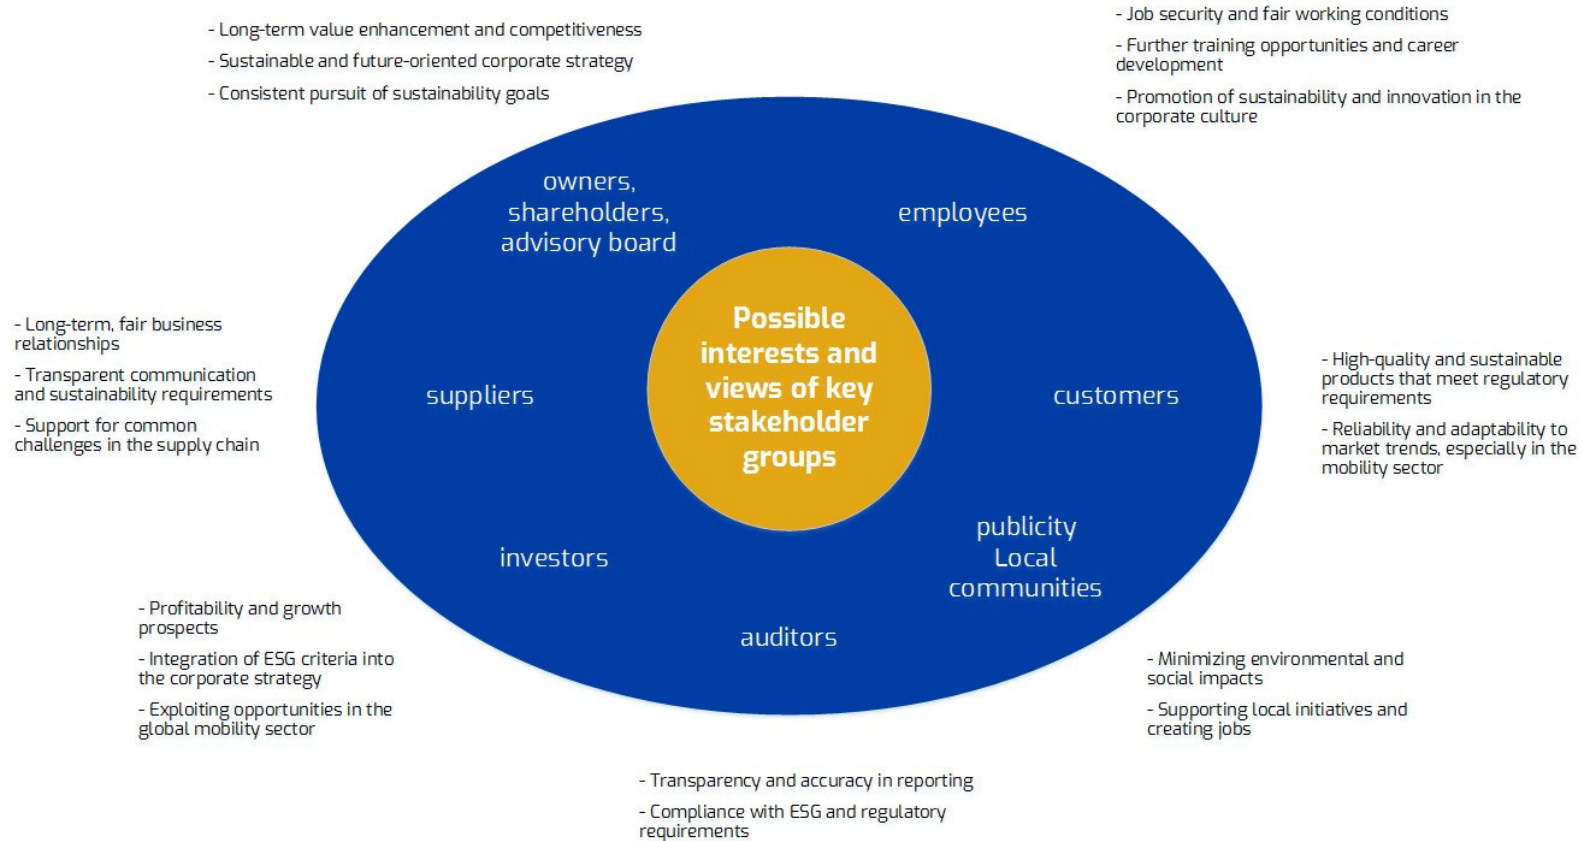 - Long-term value enhancement and competitiveness
- Sustainable and future-oriented corporate strategy
- Consistent pursuit of sustainability goals
- Job security and fair working conditions
- Further training opportunities and career
development
- Promotion of sustainability and innovation in the
corporate culture
owners,
shareholders,
advisory board
employees
Possible
interests and
views of key
stakeholder
groups
- Long-term, fair business
relationships
- Transparent communication
and sustainability requirements
- Support for common
challenges in the supply chain
suppliers
customers
- High-quality and sustainable
products that meet regulatory
requirements
- Reliability and adaptability to
market trends, especially in the
mobility sector
investors
publicity
Local
communities
auditors
- Profitability and growth
prospects
- Integration of ESG criteria into
the corporate strategy
- Exploiting opportunities in the
global mobility sector
- Minimizing environmental and
social impacts
- Supporting local initiatives and
creating jobs
- Transparency and accuracy in reporting
- Compliance with ESG and regulatory
requirements